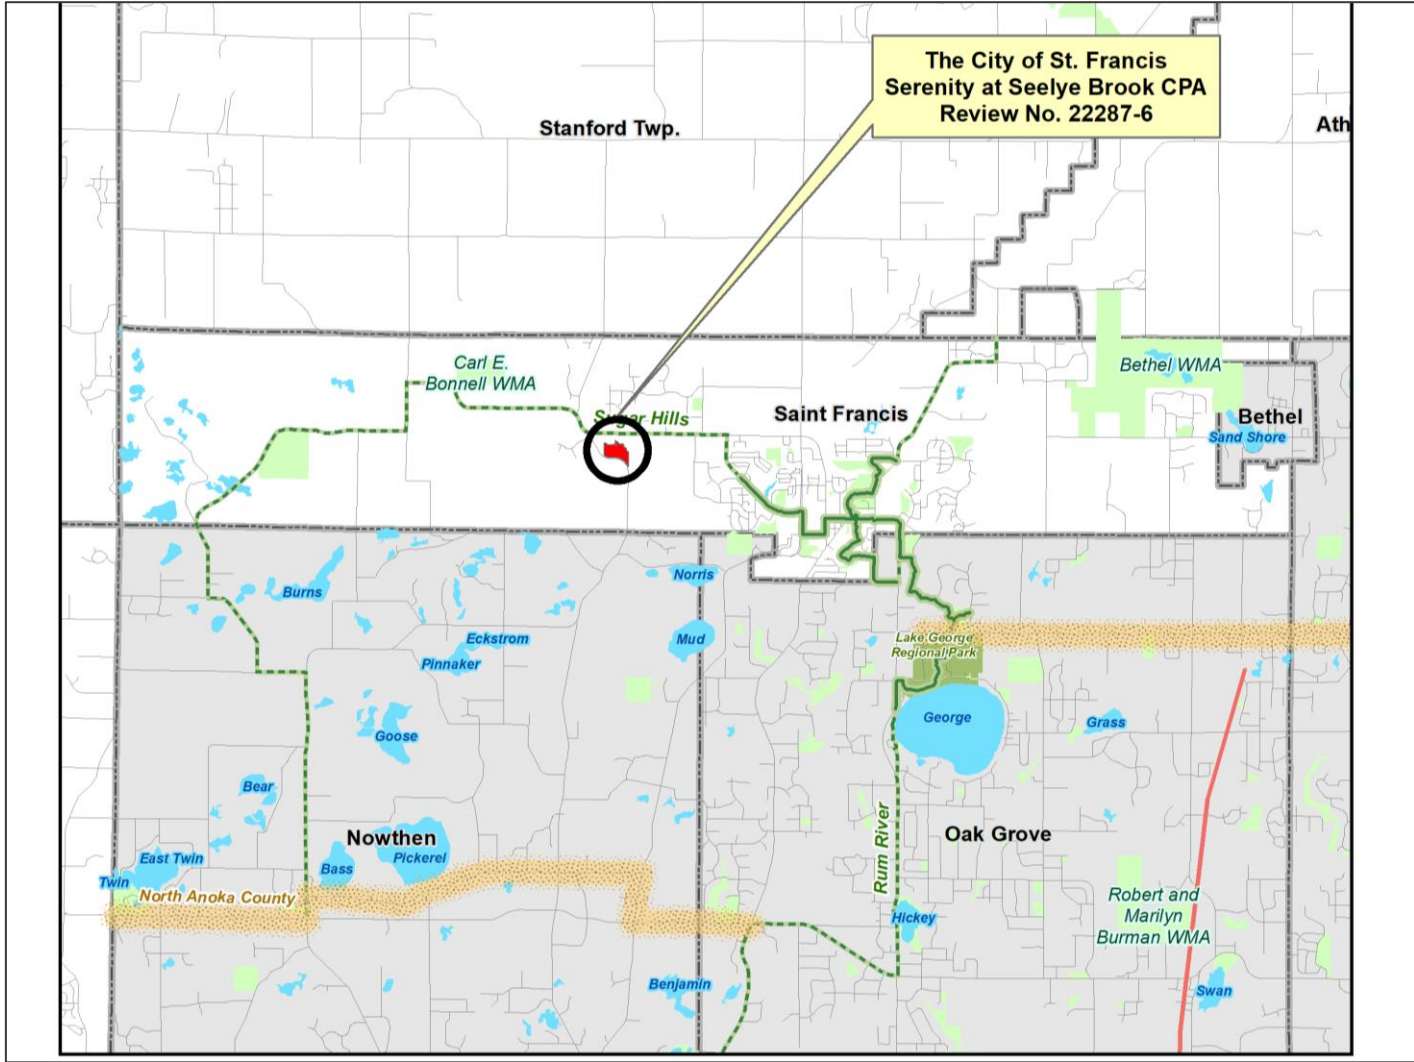 The City of St. Francis
Serenity at Seelye Brook CPA
Review No. 22287-6
Stanford Twp.
Ath
Carl E.
Bonnell WMA
Bethel WMA
Sugar Hills
Saint Francis
Bethel
Sand Shore
Norris
Burns
Eckstrom
Mud
Lake George
Regional Park
Pinnaker
George
Grass
Goose
Bear
Rum River
Nowthen
Oak Grove
East Twin
Pickerel
Bass
Twin
North Anoka County
Robert and
Marilyn
Burman WMA
Hickey
Benjamin
Swan